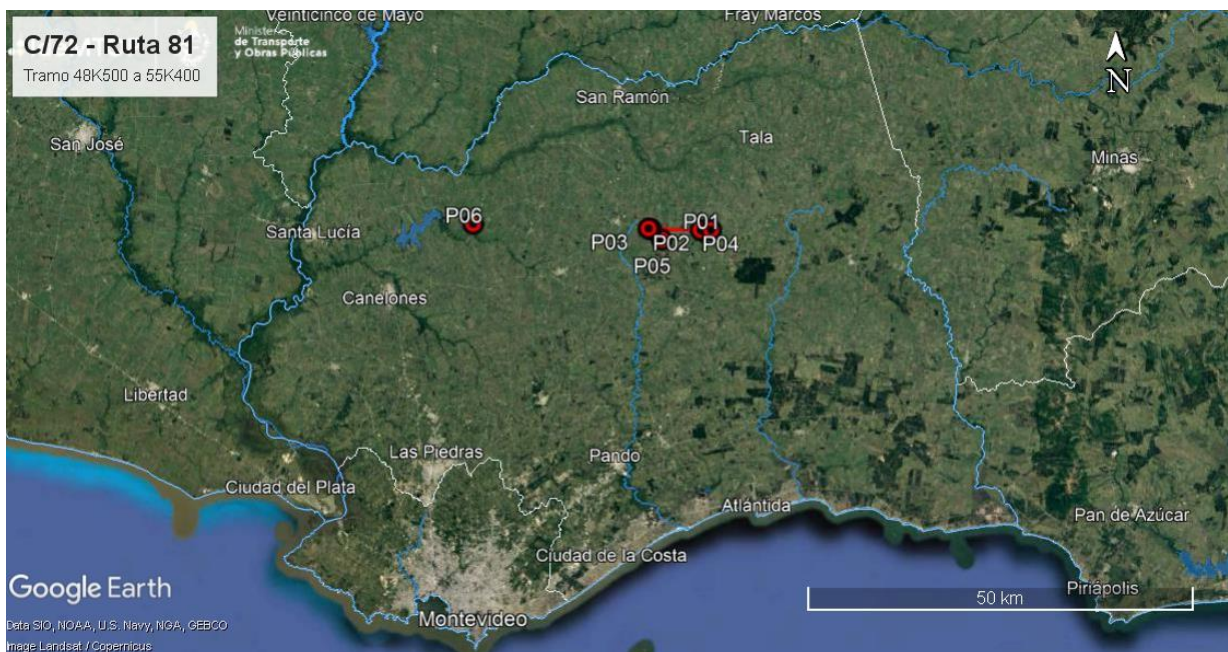 C/72 - Ruta 81
Tramo 48K500 a 55K400
Ministerio
de Transporte
y Obras Públicas
Veinticinco de Mayo
Fray Marcos
N
San Ramón
San José
Tala
Minas
P06
P01
Santa Lucía
P03
P02
P04
P05
Canelones
Libertad
Las Piedras
Pando
Ciudad del Plata
Atlántida
Pan de Azúcar
Ciudad de la Costa
Google Earth
50 km
Piriápolis
Montevideo
Data SIO, NOAA, U.S. Navy, NGA, GEBCO
Image Landsat / Copernicus